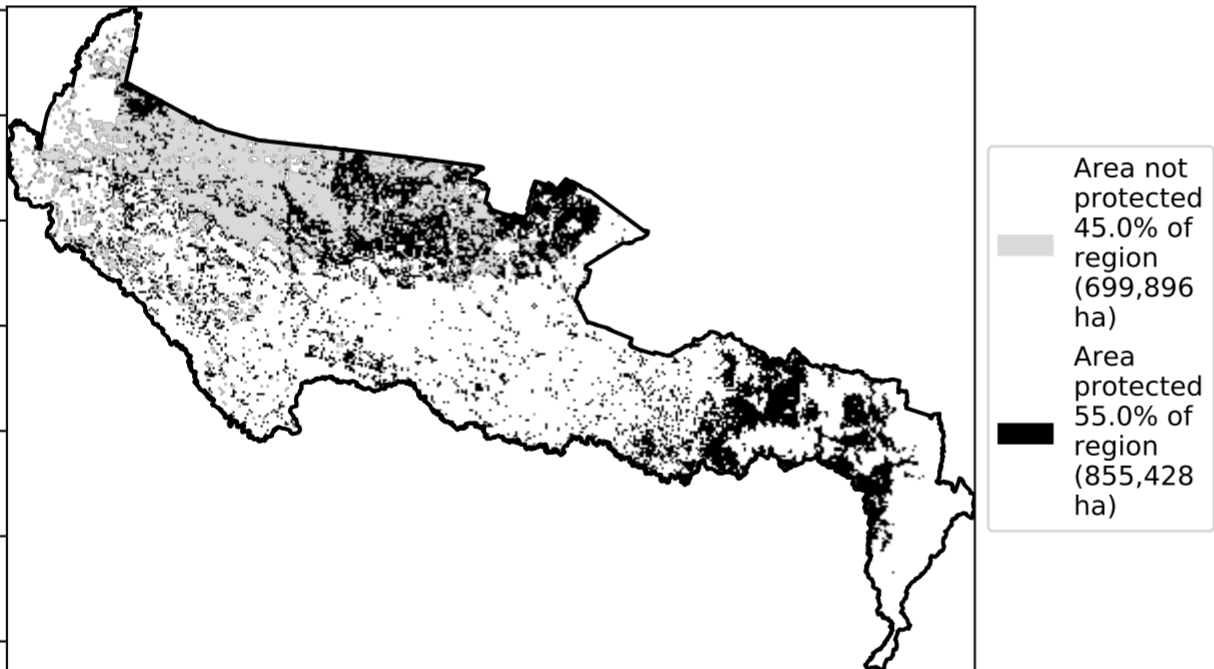 Area not
protected
45.0% of
region
(699,896
ha)
Area
protected
55.0% of
region
(855,428
ha)